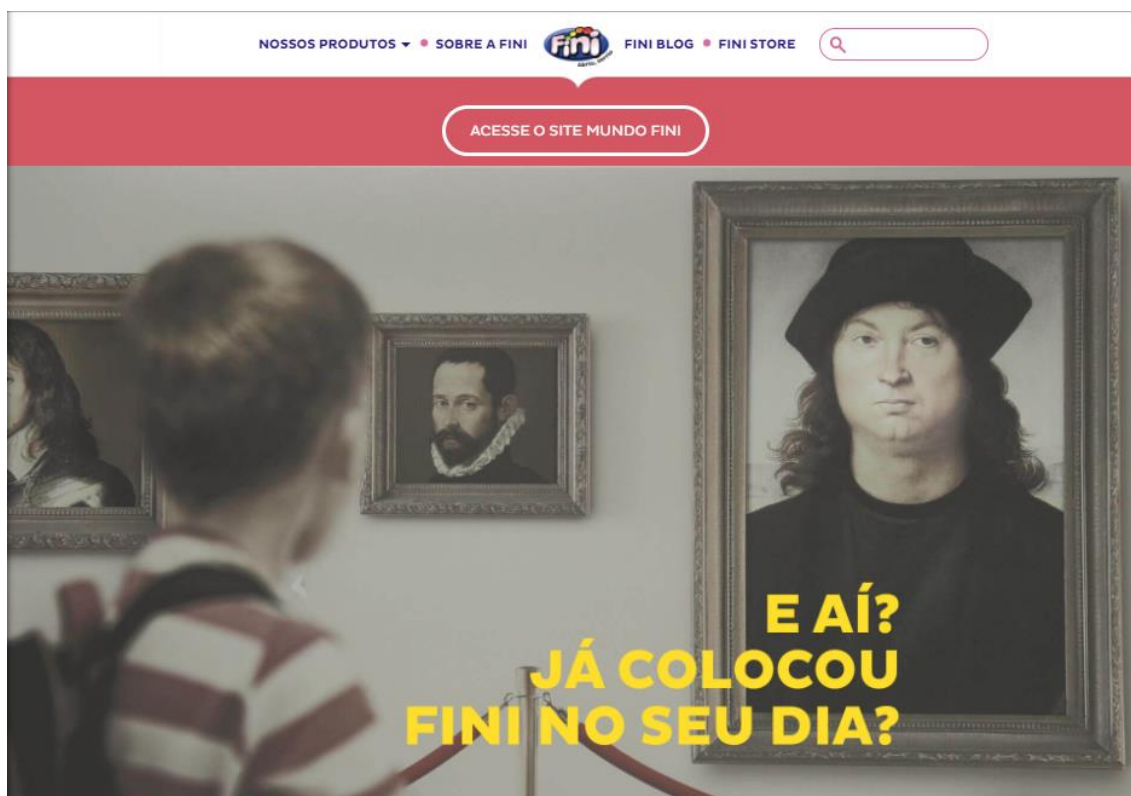 NOSSOS PRODUTOS
SOBRE A FINI
Fini
FINI BLOG
FINI STORE
ACESSE O SITE MUNDO FINI
E AÍ?
JÁ COLOCOU
FINI NO SEU DIA?